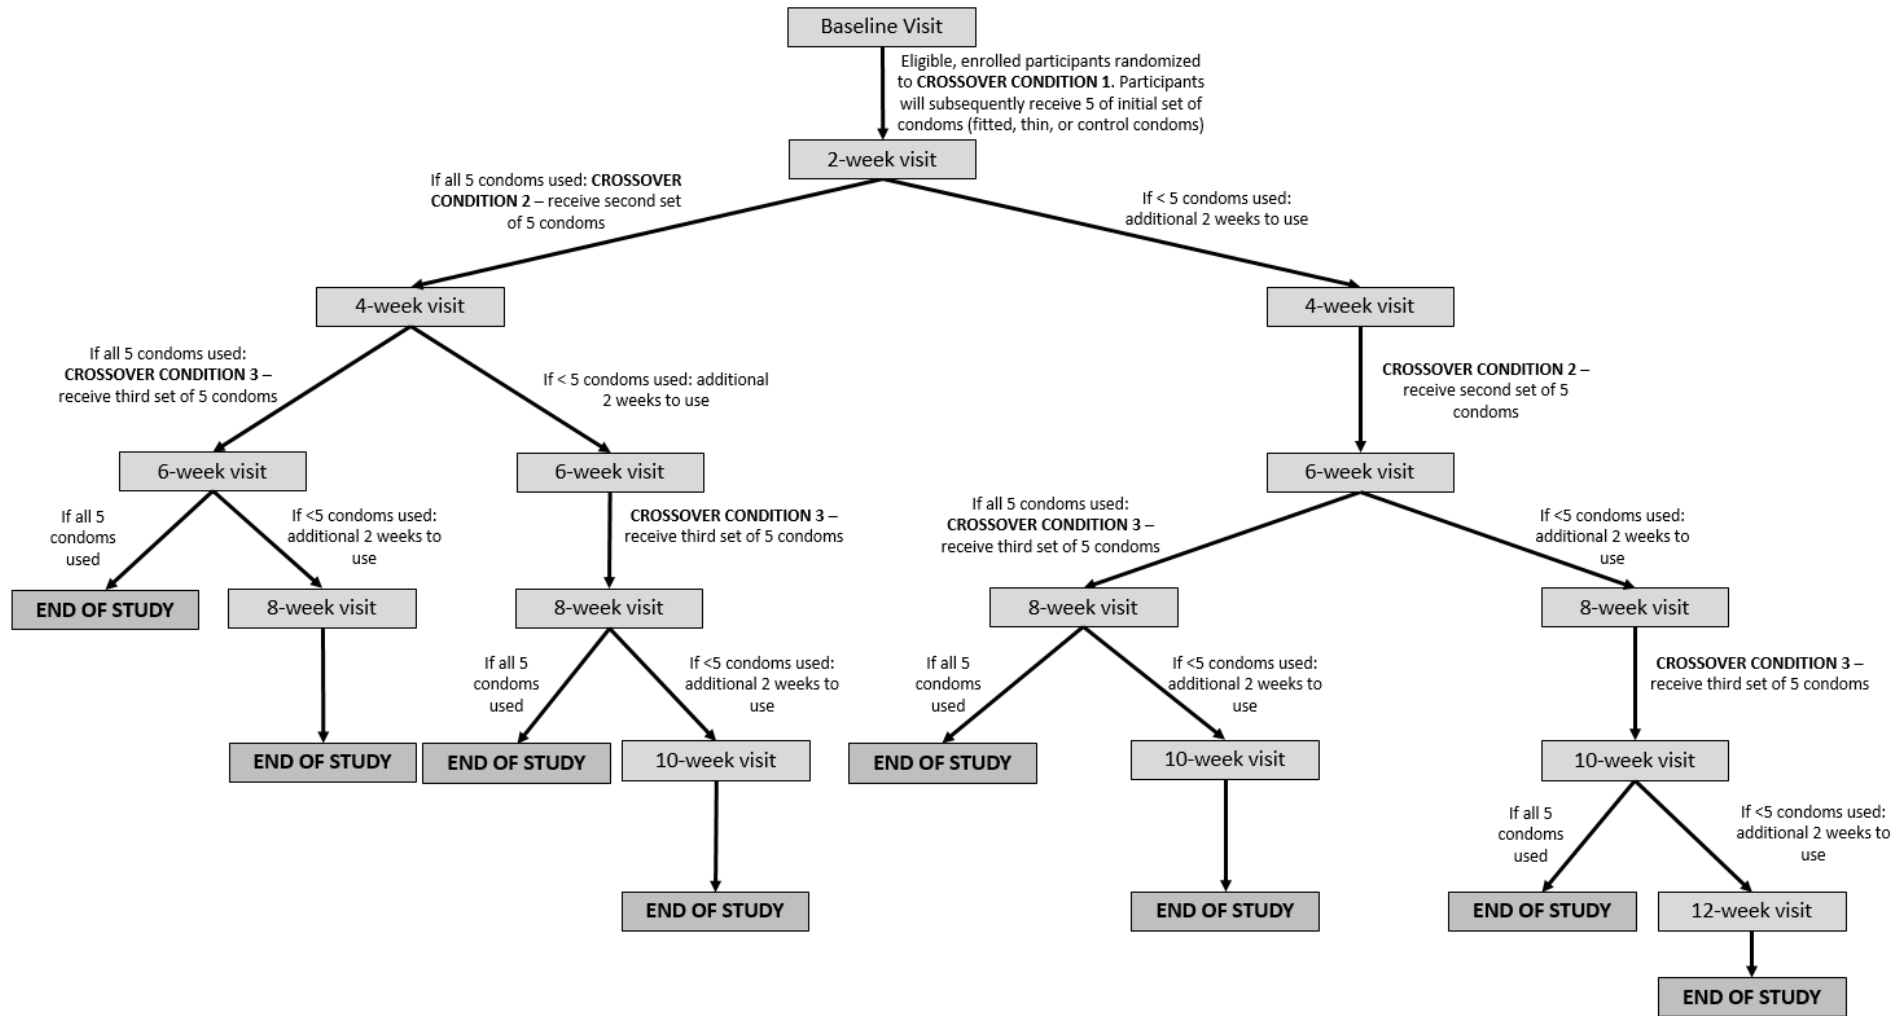 Baseline Visit
Eligible, enrolled participants randomized
to CROSSOVER CONDITION 1. Participants
will subsequently receive 5 of initial set of
condoms (fitted, thin, or control condoms)
2-week visit
If all 5 condoms used: CROSSOVER
CONDITION 2 – receive second set
of 5 condoms
If < 5 condoms used:
additional 2 weeks to use
4-week visit
4-week visit
If all 5 condoms used:
CROSSOVER CONDITION 3 –
receive third set of 5 condoms
If < 5 condoms used: additional
2 weeks to use
CROSSOVER CONDITION 2 –
receive second set of 5
condoms
6-week visit
6-week visit
6-week visit
If all 5
condoms
used
If <5 condoms used:
additional 2 weeks to
use
CROSSOVER CONDITION 3 –
receive third set of 5 condoms
If all 5 condoms used:
CROSSOVER CONDITION 3 –
receive third set of 5 condoms
If <5 condoms used:
additional 2 weeks to
use
END OF STUDY
8-week visit
8-week visit
8-week visit
8-week visit
If all 5
condoms
used
If <5 condoms used:
additional 2 weeks to
use
If all 5
condoms
used
If <5 condoms used:
additional 2 weeks to
use
CROSSOVER CONDITION 3 –
receive third set of 5 condoms
END OF STUDY
END OF STUDY
10-week visit
END OF STUDY
10-week visit
10-week visit
If all 5
condoms
used
If <5 condoms used:
additional 2 weeks to
use
END OF STUDY
END OF STUDY
END OF STUDY
12-week visit
END OF STUDY